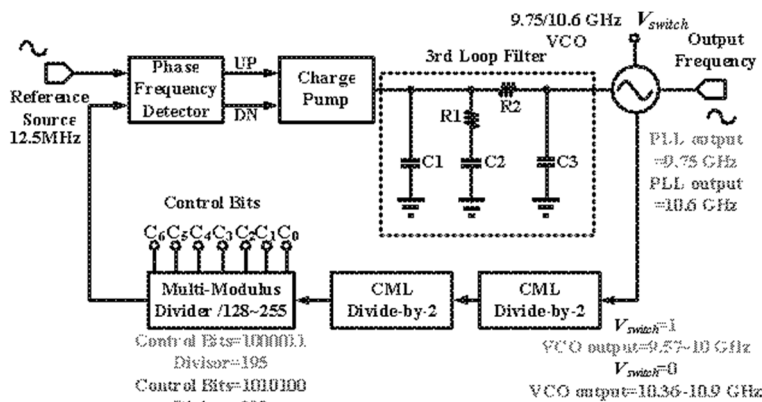 9.75/10.6 GHz
VCO
V_switch
3rd Loop Filter
Output
Frequency
Phase
Frequency
Detector
UP
DN
Charge
Pump
Reference
Source
12.5MHz
R1
R2
C1
C2
C3
PLL output
=9.75 GHz
PLL output
=10.6 GHz
Control Bits
C6 C5 C4 C3 C2 C1 C0
Multi-Modulus
Divider /128~255
CML
Divide-by-2
CML
Divide-by-2
Control Bits=1000011
Divisor=195
Control Bits=1010100
V_switch=1
VCO output=9.57~10 GHz
V_switch=0
VCO output=10.36~10.9 GHz